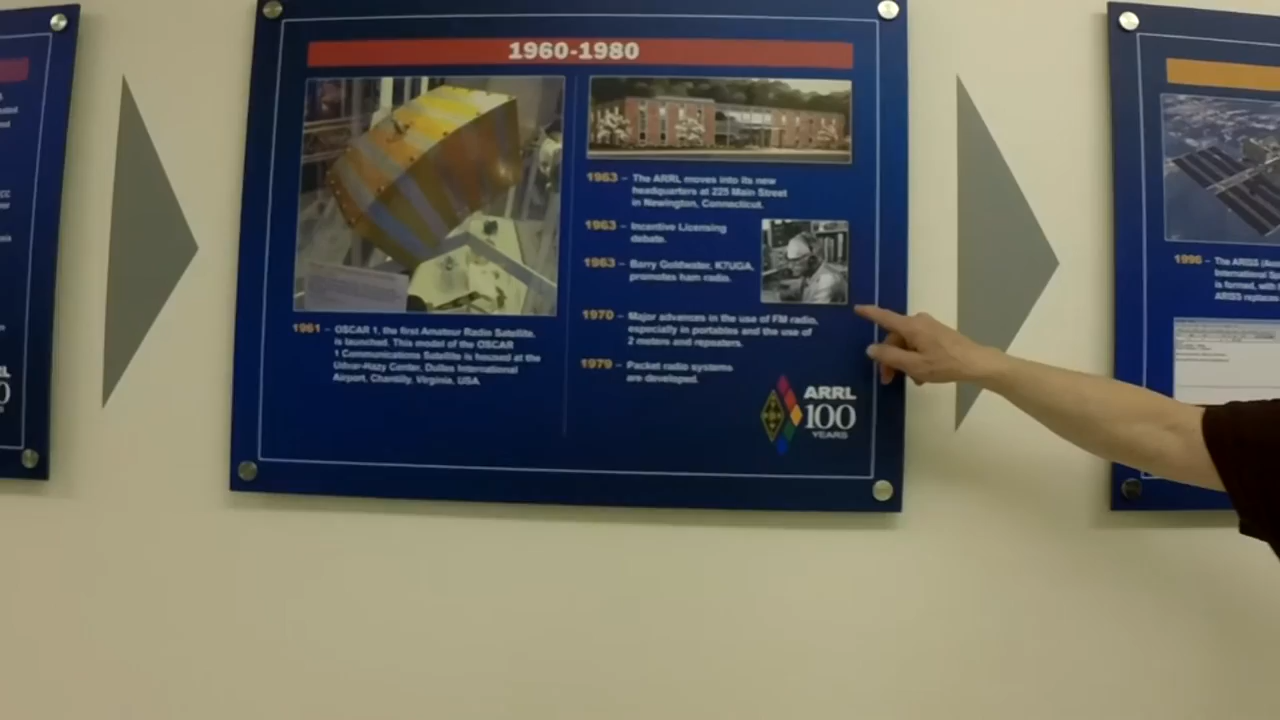 1960-1980
1961 - OSCAR 1, the first Amateur Radio Satellite,
is launched. This model of the OSCAR
1 Communications Satellite is housed at the
Udvar-Hazy Center, Dulles International
Airport, Chantilly, Virginia, USA.
1963 - The ARRL moves into its new
headquarters at 225 Main Street
in Newington, Connecticut.
1963 - Incentive Licensing
debate.
1963 - Barry Goldwater, K7UGA,
promotes ham radio.
1970 - Major advances in the use of FM radio,
especially in portables and the use of
2 meters and repeaters.
1979 - Packet radio systems
are developed.
ARRL
100
YEARS
The ARISS
International
is formed, with
ARISS replaces